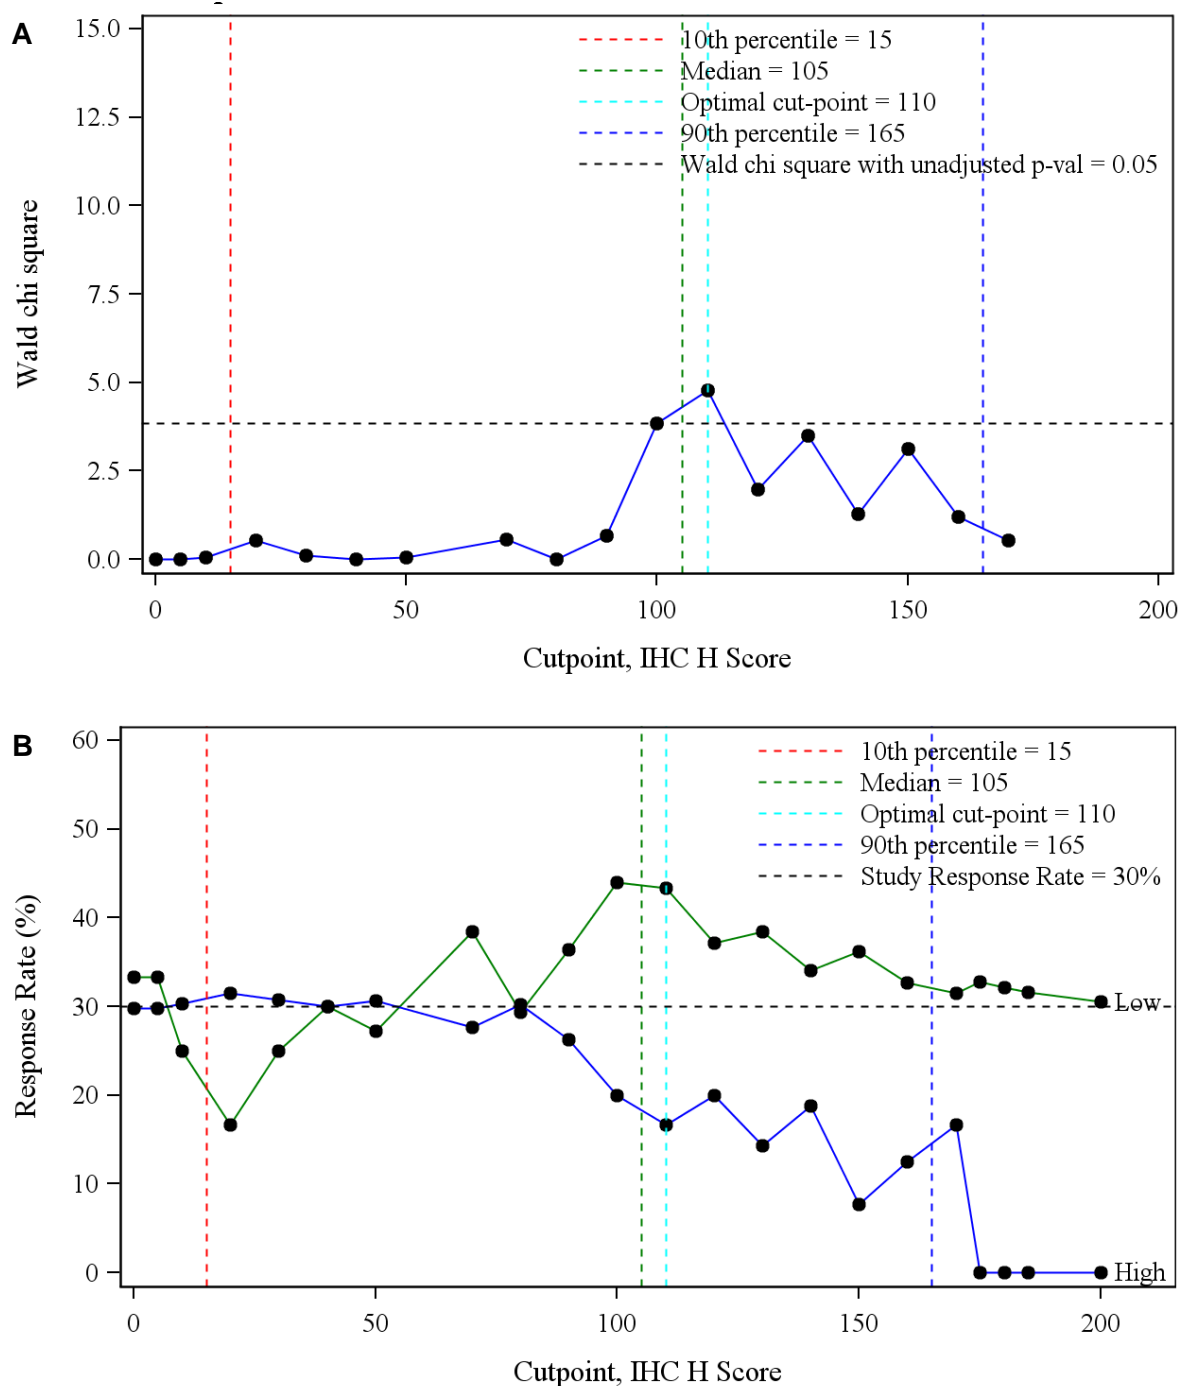 A
15.0
12.5
10.0
7.5
5.0
2.5
0.0
Wald chi square
10th percentile = 15
Median = 105
Optimal cut-point = 110
90th percentile = 165
Wald chi square with unadjusted p-val = 0.05
0 50 100 150 200
Cutpoint, IHC H Score
B
60
50
40
30
20
10
0
Response Rate (%)
10th percentile = 15
Median = 105
Optimal cut-point = 110
90th percentile = 165
Study Response Rate = 30%
Low
High
0 50 100 150 200
Cutpoint, IHC H Score